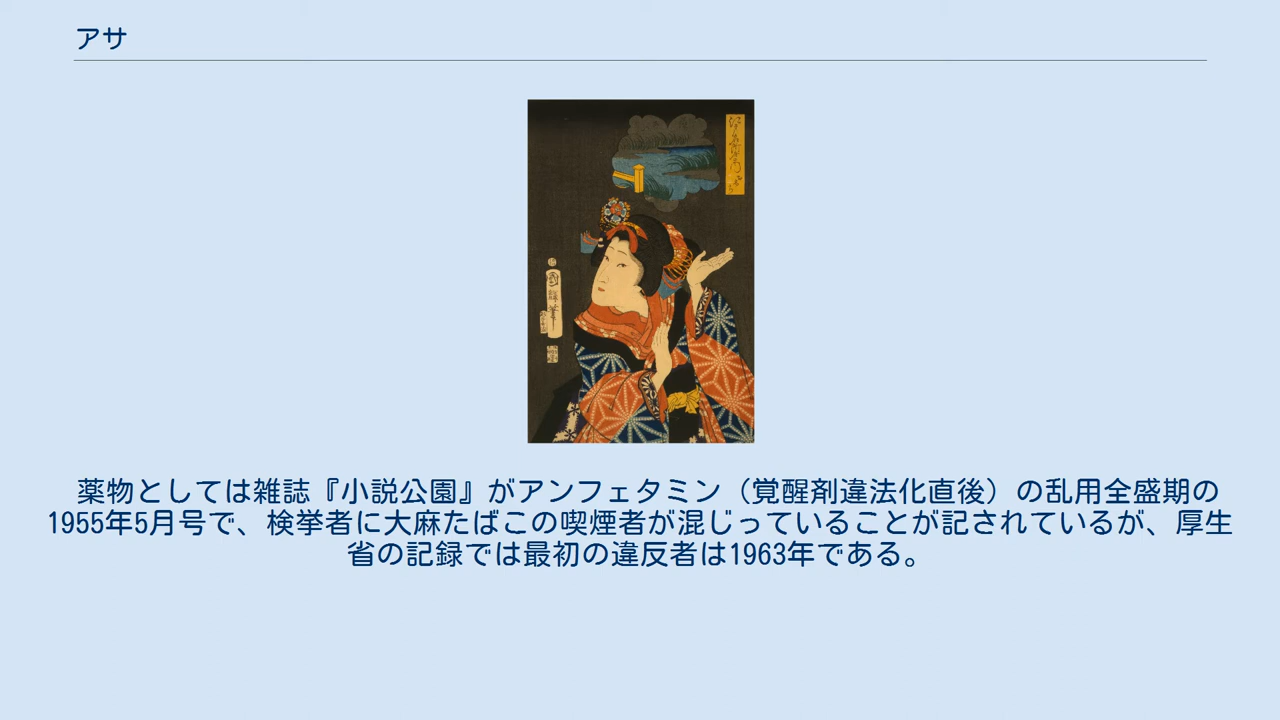 アサ
薬物としては雑誌『小説公園』がアンフェタミン（覚醒剤違法化直後）の乱用全盛期の
1955年5月号で、検挙者に大麻たばこの喫煙者が混じっていることが記されているが、厚生
省の記録では最初の違反者は1963年である。